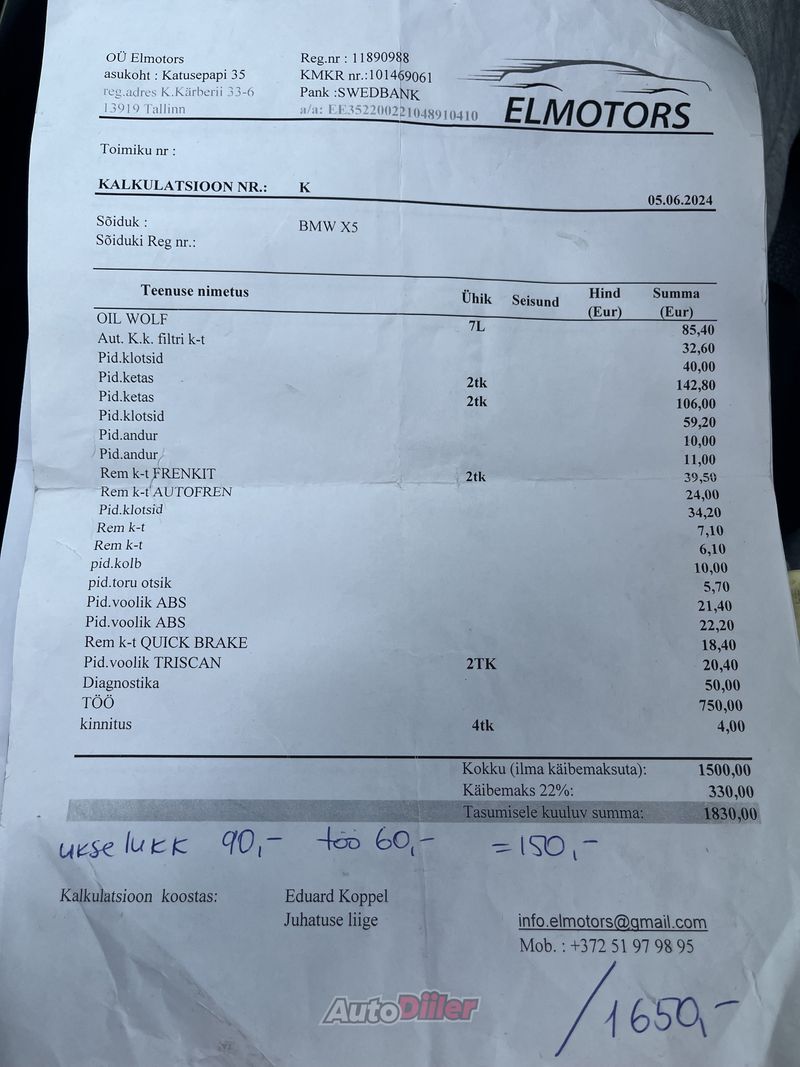 OÜ Elmotors
asukoht : Katusepapi 35
reg.adres K.Kärberii 33-6
13919 Tallinn
Reg.nr : 11890988
KMKR nr.:101469061
Pank :SWEDBANK
a/a: EE352200221048910410
ELMOTORS
Toimiku nr :
KALKULATSIOON NR.: K
05.06.2024
Sõiduk : BMW X5
Sõiduki Reg nr.:
Teenuse nimetus Ühik Seisund Hind (Eur) Summa (Eur)
OIL WOLF 7L 85,40
Aut. K.k. filtri k-t 32,60
Pid.klotsid 40,00
Pid.ketas 2tk 142,80
Pid.ketas 2tk 106,00
Pid.klotsid 59,20
Pid.andur 10,00
Pid.andur 11,00
Rem k-t FRENKIT 2tk 39,50
Rem k-t AUTOFREN 24,00
Pid.klotsid 34,20
Rem k-t 7,10
Rem k-t 6,10
pid.kolb 10,00
pid.toru otsik 5,70
Pid.voolik ABS 21,40
Pid.voolik ABS 22,20
Rem k-t QUICK BRAKE 18,40
Pid.voolik TRISCAN 2TK 20,40
Diagnostika 50,00
TÖÖ 750,00
kinnitus 4tk 4,00
Kokku (ilma käibemaksuta): 1500,00
Käibemaks 22%: 330,00
Tasumisele kuuluv summa: 1830,00
ukse lukk 90,- töö 60,- = 150,-
Kalkulatsioon koostas: Eduard Koppel
Juhatuse liige
info.elmotors@gmail.com
Mob. : +372 51 97 98 95
AutoDiiler
/1650,-